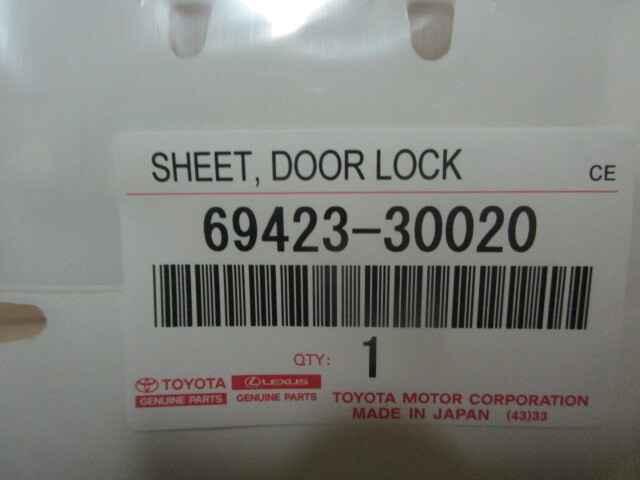 SHEET, DOOR LOCK CE
69423-30020
QTY: 1
TOYOTA LEXUS
GENUINE PARTS GENUINE PARTS TOYOTA MOTOR CORPORATION
MADE IN JAPAN (43)33